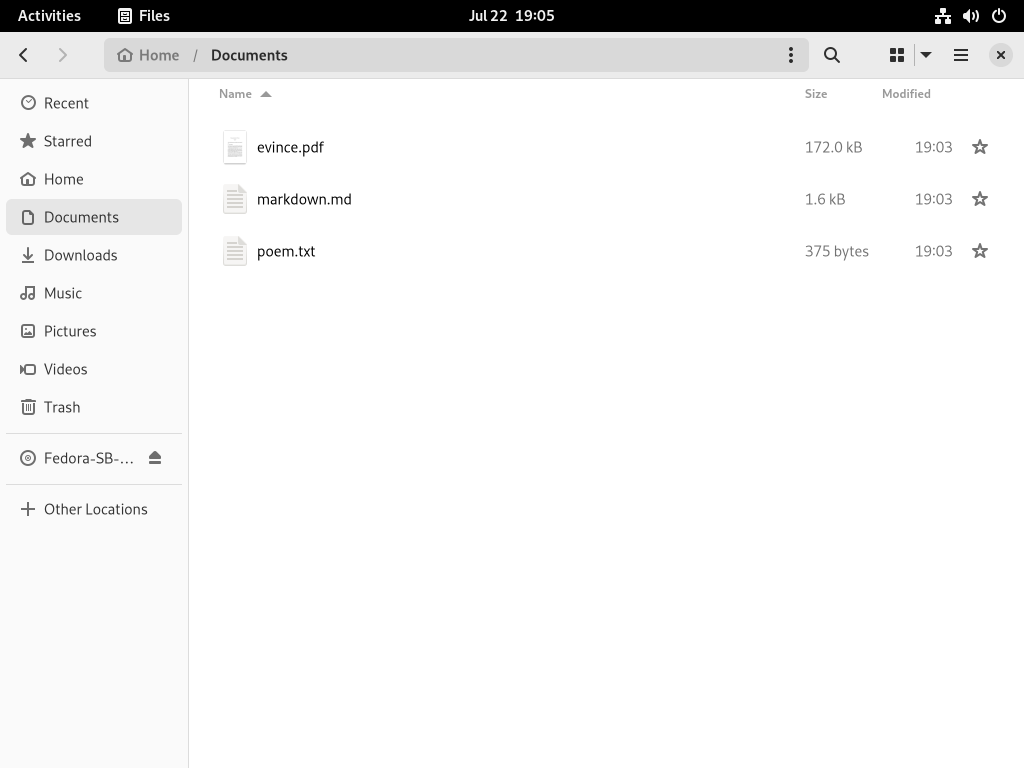 Activities Files Jul 22 19:05
Home / Documents
Name Size Modified
Recent
Starred
Home
Documents
Downloads
Music
Pictures
Videos
Trash
Fedora-SB-…
Other Locations
evince.pdf 172.0 kB 19:03
markdown.md 1.6 kB 19:03
poem.txt 375 bytes 19:03